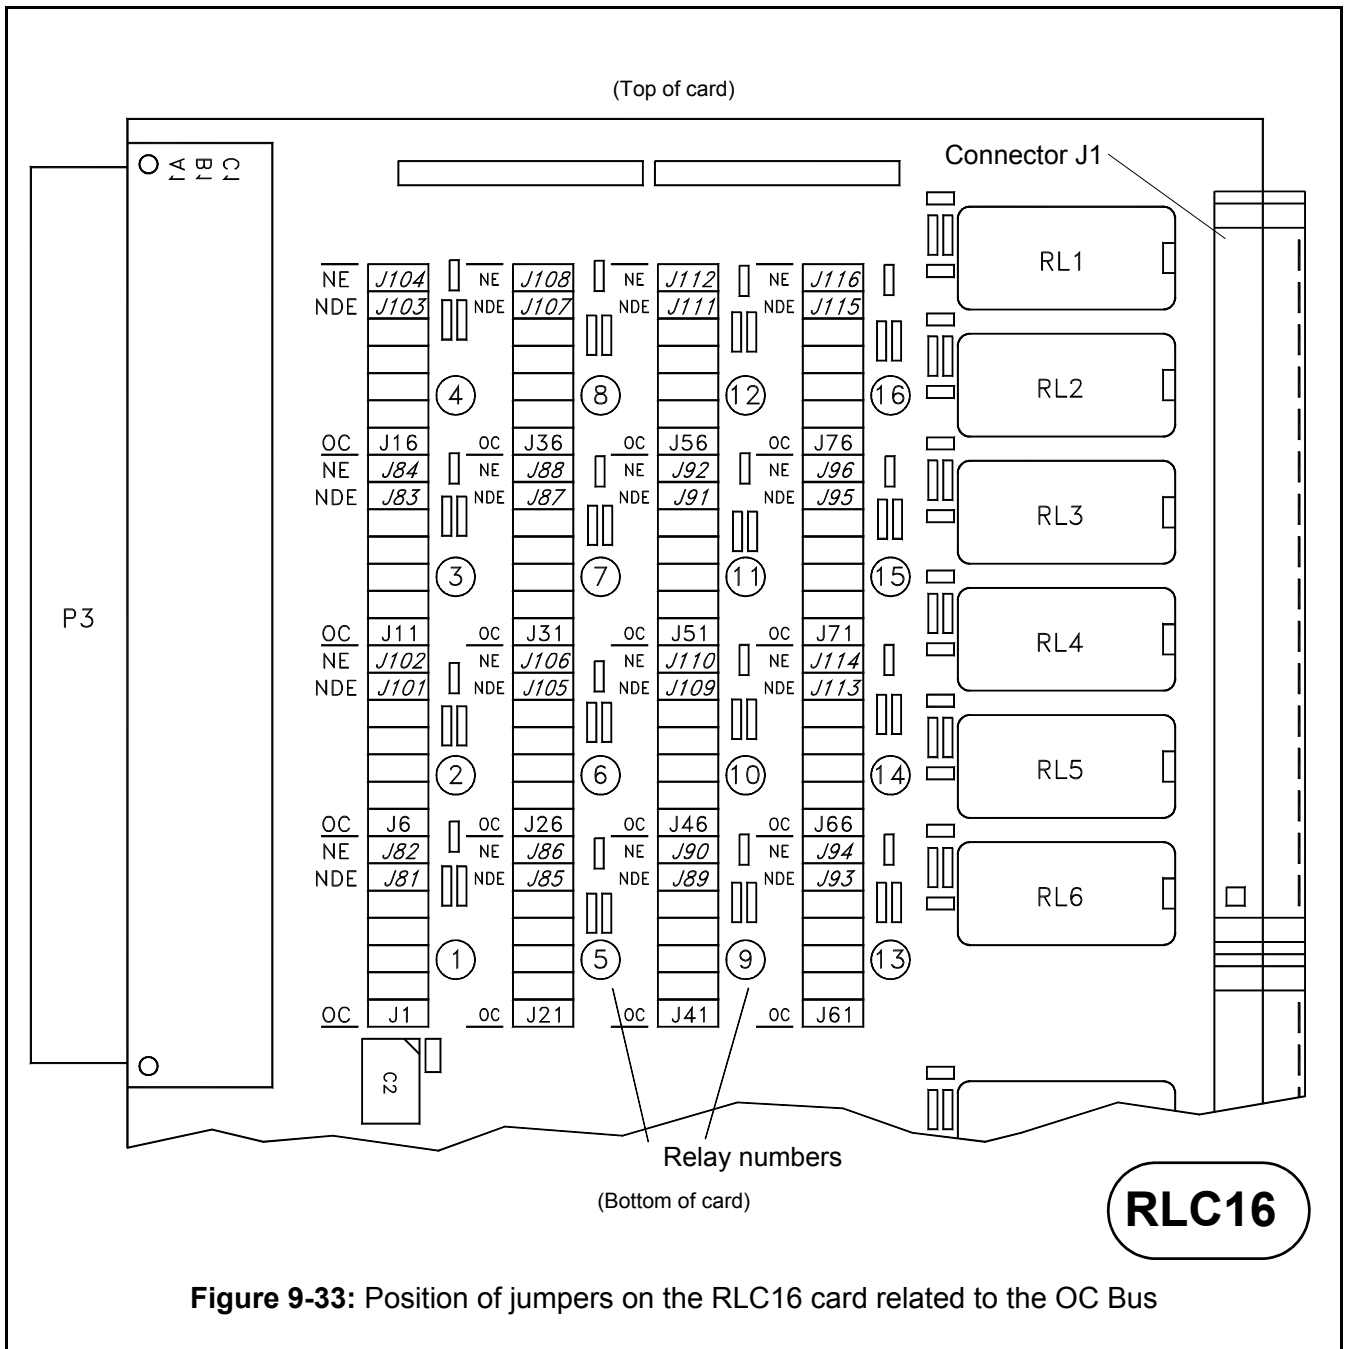 (Top of card)
Connector J1
A1 B1 C1
RL1
NE J104 NE J108 NE J112 NE J116
NDE J103 NDE J107 NDE J111 NDE J115
RL2
4 8 12 16
OC J16 OC J36 OC J56 OC J76
NE J84 NE J88 NE J92 NE J96
NDE J83 NDE J87 NDE J91 NDE J95
RL3
3 7 11 15
P3
OC J11 OC J31 OC J51 OC J71
RL4
NE J102 NE J106 NE J110 NE J114
NDE J101 NDE J105 NDE J109 NDE J113
RL5
2 6 10 14
OC J6 OC J26 OC J46 OC J66
NE J82 NE J86 NE J90 NE J94
NDE J81 NDE J85 NDE J89 NDE J93
RL6
1 5 9 13
OC J1 OC J21 OC J41 OC J61
C2
Relay numbers
(Bottom of card)
RLC16
Figure 9-33: Position of jumpers on the RLC16 card related to the OC Bus